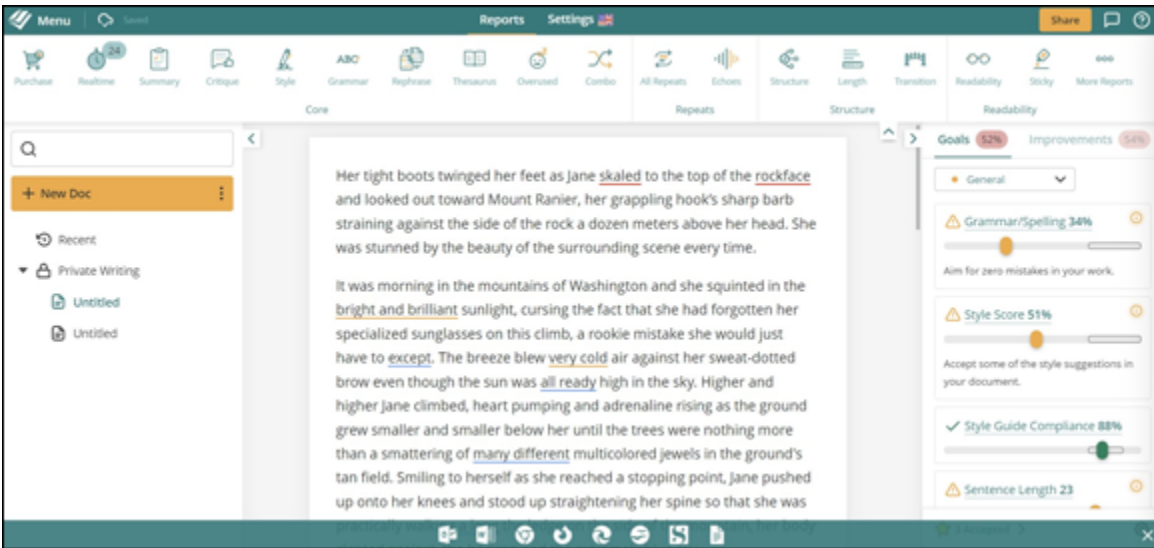 Menu
Saved
Reports
Settings
Share
Purchase
24
Realtime
Summary
Critique
Style
ABC
Grammar
Rephrase
Thesaurus
Overused
Combo
All Repeats
Echoes
Structure
Length
Transition
Readability
Sticky
More Reports
Core
Repeats
Structure
Readability
+ New Doc
Recent
Private Writing
Untitled
Untitled
Her tight boots twinged her feet as Jane skaled to the top of the rockface
and looked out toward Mount Ranier, her grappling hook's sharp barb
straining against the side of the rock a dozen meters above her head. She
was stunned by the beauty of the surrounding scene every time.
It was morning in the mountains of Washington and she squinted in the
bright and brilliant sunlight, cursing the fact that she had forgotten her
specialized sunglasses on this climb, a rookie mistake she would just
have to except. The breeze blew very cold air against her sweat-dotted
brow even though the sun was all ready high in the sky. Higher and
higher Jane climbed, heart pumping and adrenaline rising as the ground
grew smaller and smaller below her until the trees were nothing more
than a smattering of many different multicolored jewels in the ground's
tan field. Smiling to herself as she reached a stopping point, Jane pushed
up onto her knees and stood up straightening her spine so that she was
Goals 52%
Improvements 54%
General
Grammar/Spelling 34%
Aim for zero mistakes in your work.
Style Score 51%
Accept some of the style suggestions in
your document.
Style Guide Compliance 88%
Sentence Length 23